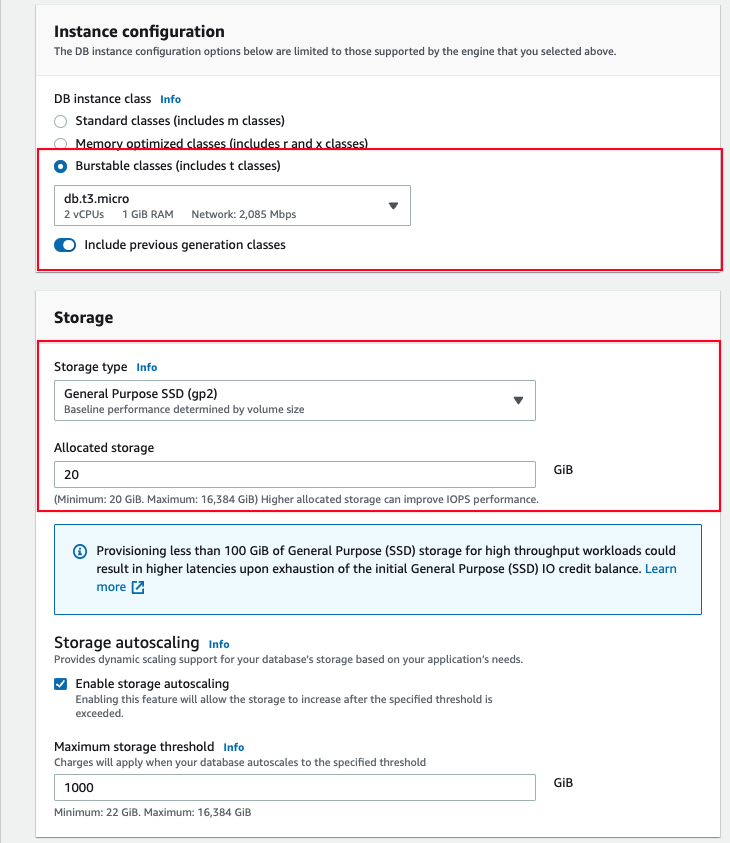 Instance configuration
The DB instance configuration options below are limited to those supported by the engine that you selected above.
DB instance class Info
Standard classes (includes m classes)
Memory optimized classes (includes r and x classes)
Burstable classes (includes t classes)
db.t3.micro
2 vCPUs 1 GiB RAM Network: 2,085 Mbps
Include previous generation classes
Storage
Storage type Info
General Purpose SSD (gp2)
Baseline performance determined by volume size
Allocated storage
20
GiB
(Minimum: 20 GiB. Maximum: 16,384 GiB) Higher allocated storage can improve IOPS performance.
Provisioning less than 100 GiB of General Purpose (SSD) storage for high throughput workloads could
result in higher latencies upon exhaustion of the initial General Purpose (SSD) IO credit balance. Learn
more
Storage autoscaling Info
Provides dynamic scaling support for your database's storage based on your application's needs.
Enable storage autoscaling
Enabling this feature will allow the storage to increase after the specified threshold is
exceeded.
Maximum storage threshold Info
Charges will apply when your database autoscales to the specified threshold
1000
GiB
Minimum: 22 GiB. Maximum: 16,384 GiB